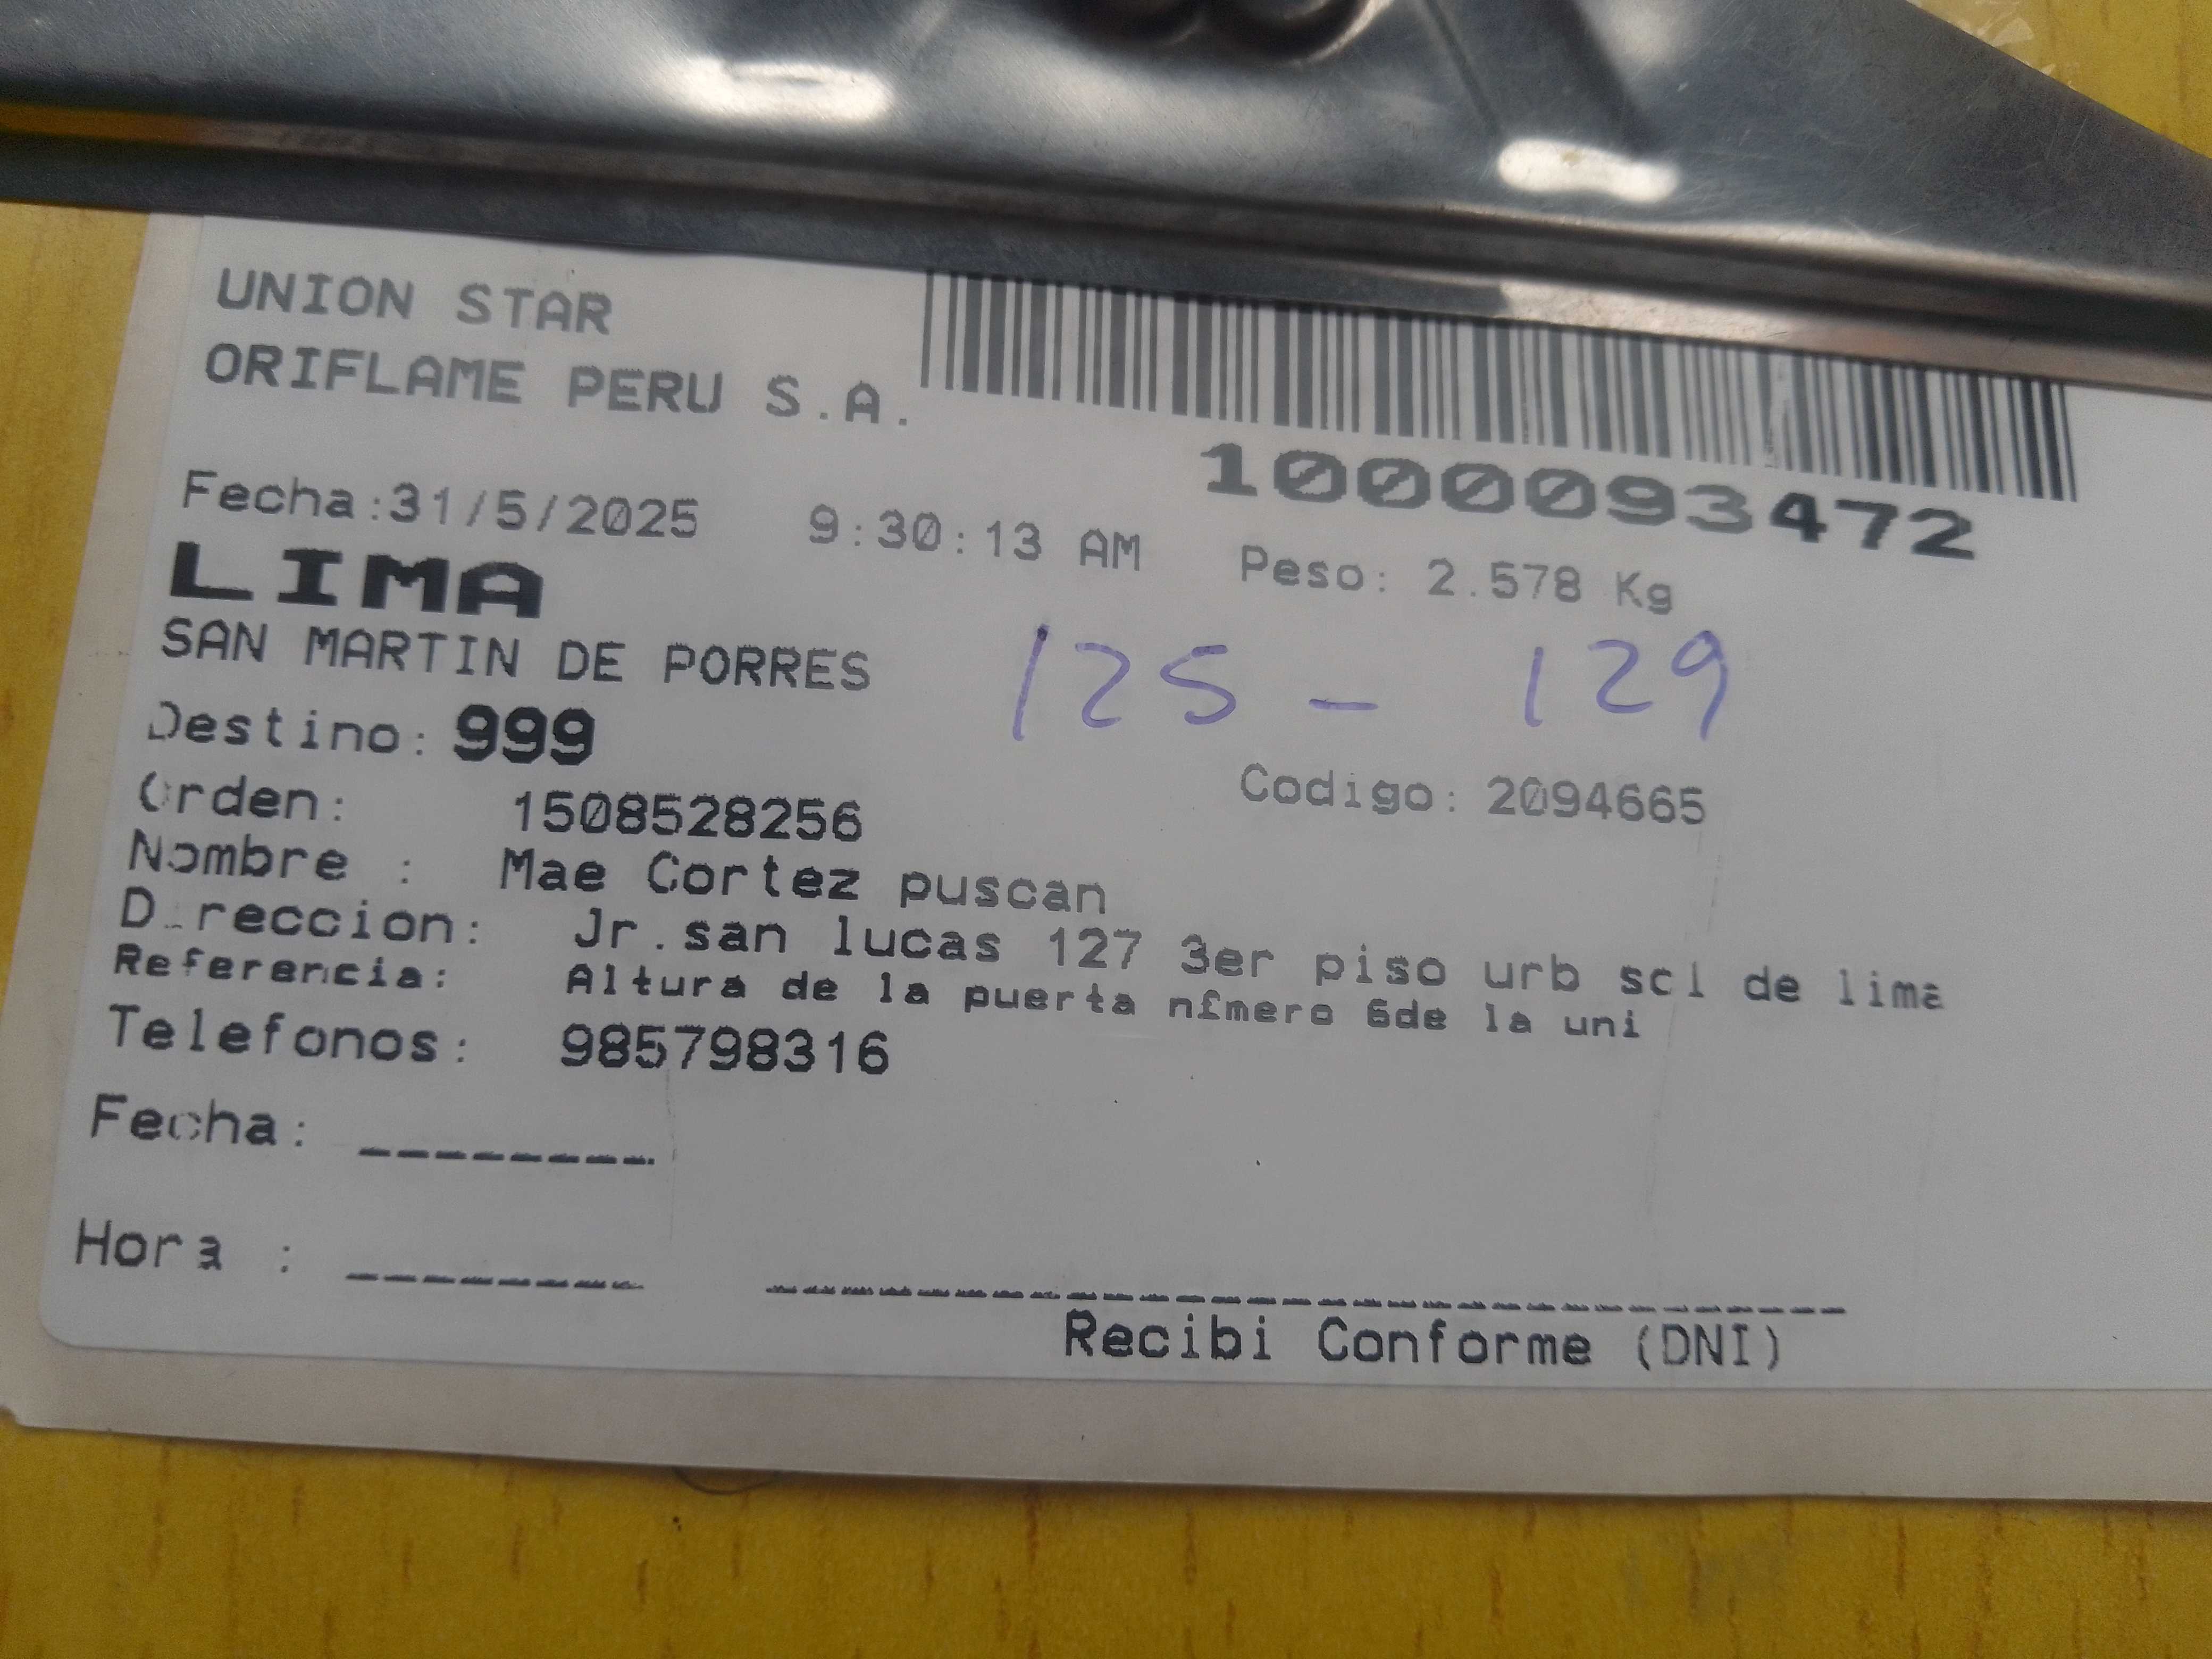 UNION STAR
ORIFLAME PERU S.A.
1000093472
Fecha:31/5/2025 9:30:13 AM Peso: 2.578 Kg
LIMA
SAN MARTIN DE PORRES 125 - 129
Destino: 999
Codigo: 2094665
Orden: 1508528256
Nombre : Mae Cortez puscan
Direccion: Jr.san lucas 127 3er piso urb sol de lima
Referencia: Altura de la puerta n£mero 6de la uni
Telefonos: 985798316
Fecha: ________
Hora : ________
Recibi Conforme (DNI)